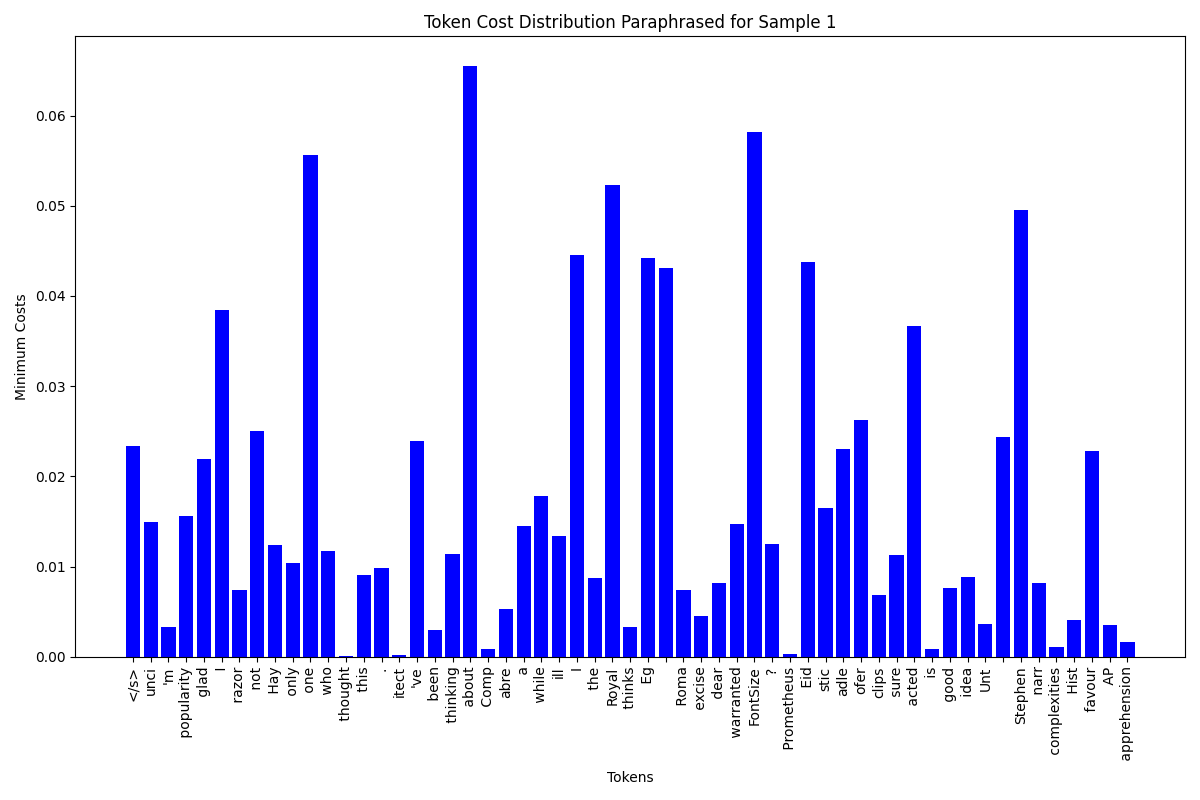 Token Cost Distribution Paraphrased for Sample 1
Minimum Costs
0.06
0.05
0.04
0.03
0.02
0.01
0.00
</s>
unci
'm
popularity
glad
I
razor
not
Hay
only
one
who
thought
this
.
itect
've
been
thinking
about
Comp
abre
a
while
ill
I
the
Royal
thinks
Eg
Roma
excise
dear
warranted
FontSize
?
Prometheus
Eid
stic
adle
ofer
clips
sure
acted
is
good
idea
Unt
Stephen
narr
complexities
Hist
favour
AP
apprehension
Tokens